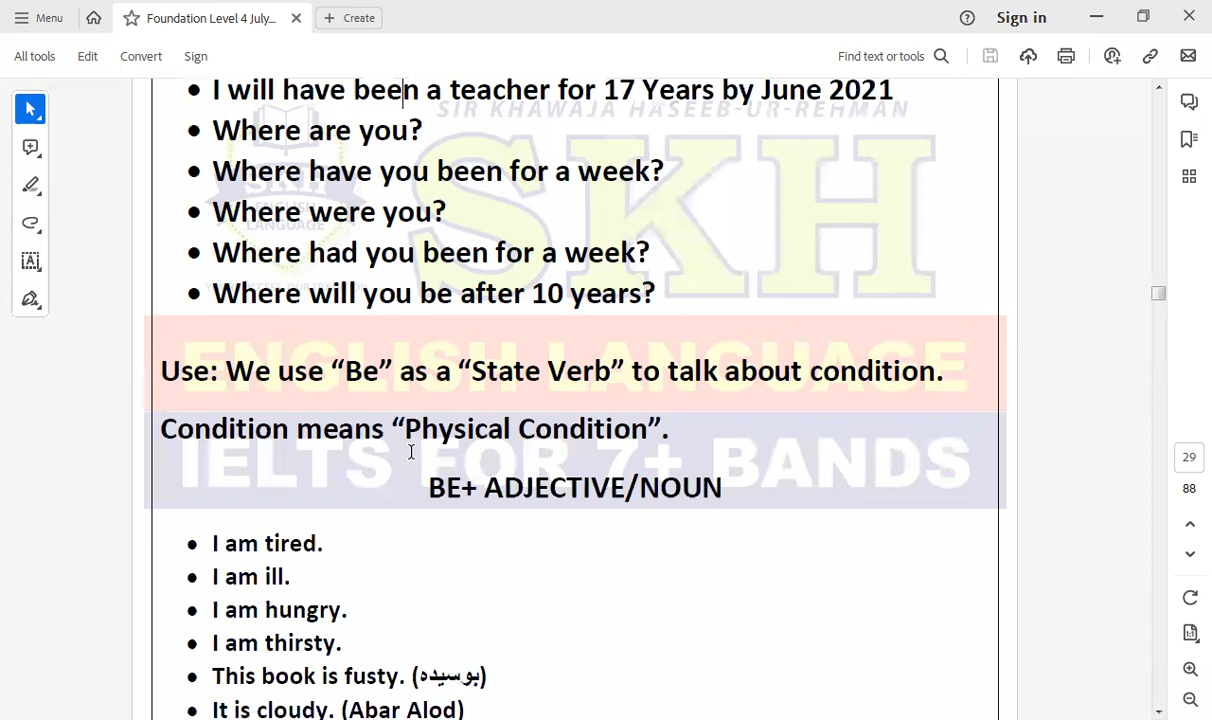 Menu
Foundation Level 4 July...
Create
Sign in
All tools
Edit
Convert
Sign
Find text or tools
• I will have been a teacher for 17 Years by June 2021
SIR KHAWAJA HASEEB-UR-REHMAN
• Where are you?
• Where have you been for a week?
SKH
ENGLISH
LANGUAGE
SKH
• Where were you?
• Where had you been for a week?
• Where will you be after 10 years?
ENGLISH LANGUAGE
Use: We use “Be” as a “State Verb” to talk about condition.
Condition means “Physical Condition”.
IELTS FOR 7+ BANDS
BE+ ADJECTIVE/NOUN
• I am tired.
• I am ill.
• I am hungry.
• I am thirsty.
• This book is fusty. (بوسیدہ)
• It is cloudy. (Abar Alod)
29
88